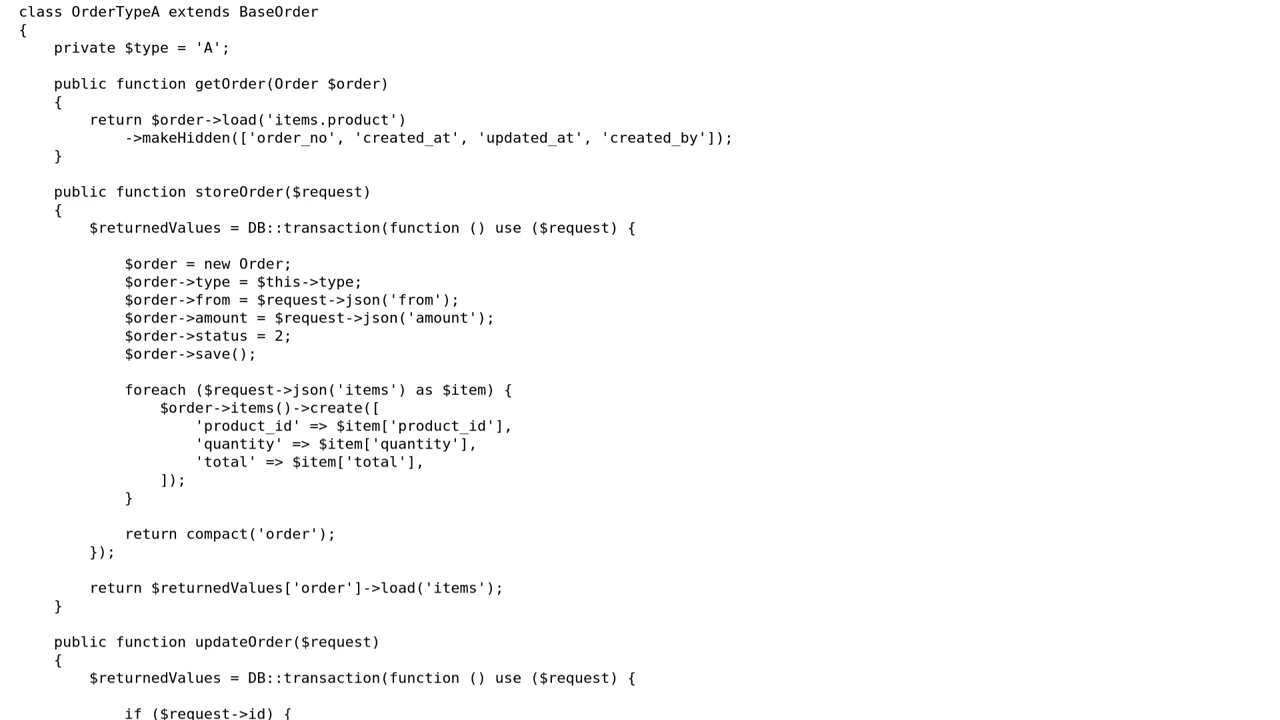 class OrderTypeA extends BaseOrder
{
    private $type = 'A';

    public function getOrder(Order $order)
    {
        return $order->load('items.product')
            ->makeHidden(['order_no', 'created_at', 'updated_at', 'created_by']);
    }

    public function storeOrder($request)
    {
        $returnedValues = DB::transaction(function () use ($request) {

            $order = new Order;
            $order->type = $this->type;
            $order->from = $request->json('from');
            $order->amount = $request->json('amount');
            $order->status = 2;
            $order->save();

            foreach ($request->json('items') as $item) {
                $order->items()->create([
                    'product_id' => $item['product_id'],
                    'quantity' => $item['quantity'],
                    'total' => $item['total'],
                ]);
            }

            return compact('order');
        });

        return $returnedValues['order']->load('items');
    }

    public function updateOrder($request)
    {
        $returnedValues = DB::transaction(function () use ($request) {

            if ($request->id) {